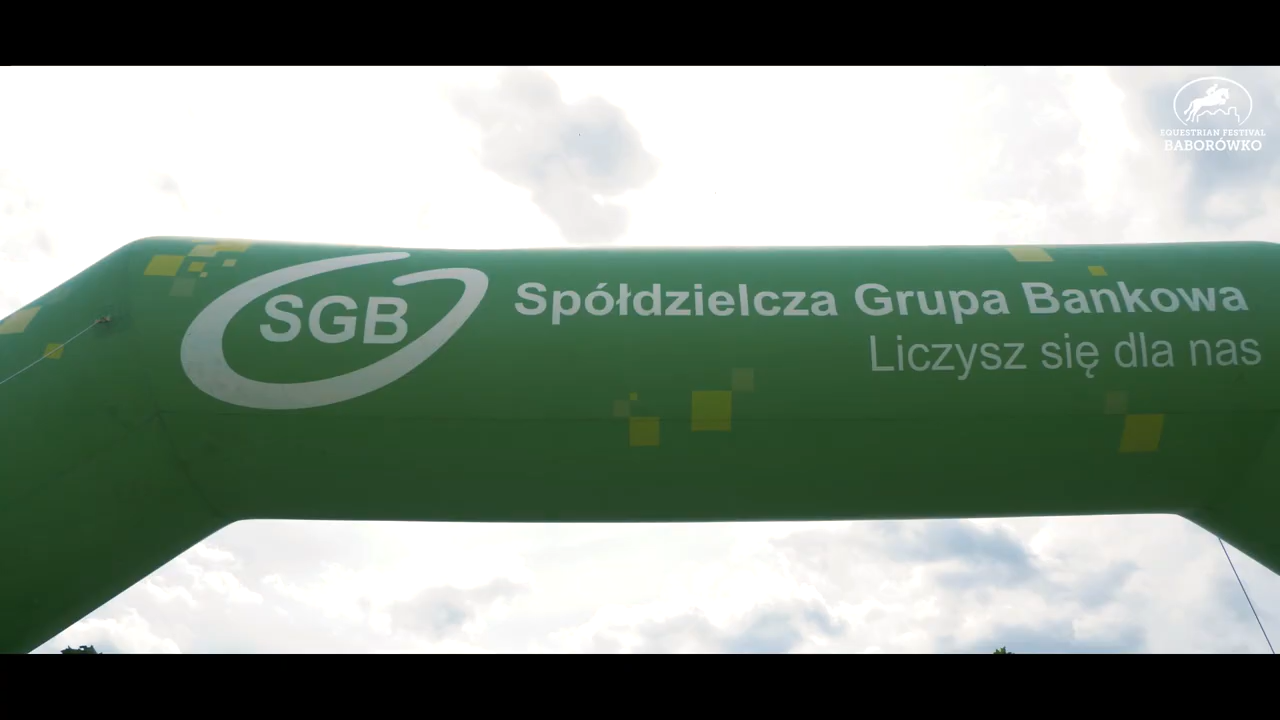 EQUESTRIAN FESTIVAL
BABORÓWKO
SGB
Spółdzielcza Grupa Bankowa
Liczysz się dla nas